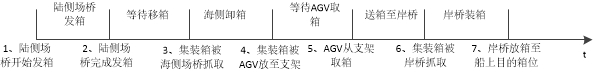 陆侧场桥
发箱
等待移箱
海侧卸箱
等待AGV取
箱
送箱至岸桥
岸桥装箱
1、陆侧场
桥开始发箱
2、陆侧场
桥完成发箱
3、集装箱被
海侧场桥抓取
4、集装箱被
AGV放至支架
5、AGV从支架
取箱
6、集装箱被
岸桥抓取
7、岸桥放箱至
船上目的箱位
t